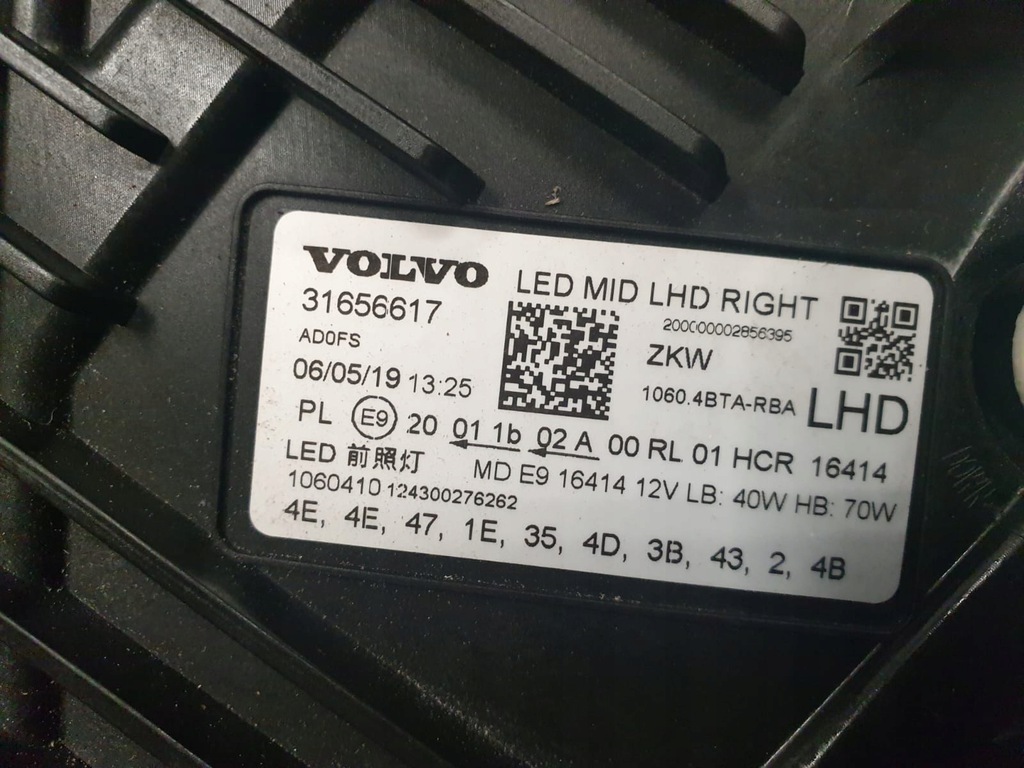 VOLVO LED MID LHD RIGHT
31656617 200000002856395
AD0FS ZKW
06/05/19 13:25 1060.4BTA-RBA LHD
PL E9 20 01 1b 02 A 00 RL 01 HCR 16414
LED 前照灯 MD E9 16414 12V LB: 40W HB: 70W
1060410 124300276262
4E, 4E, 47, 1E, 35, 4D, 3B, 43, 2, 4B